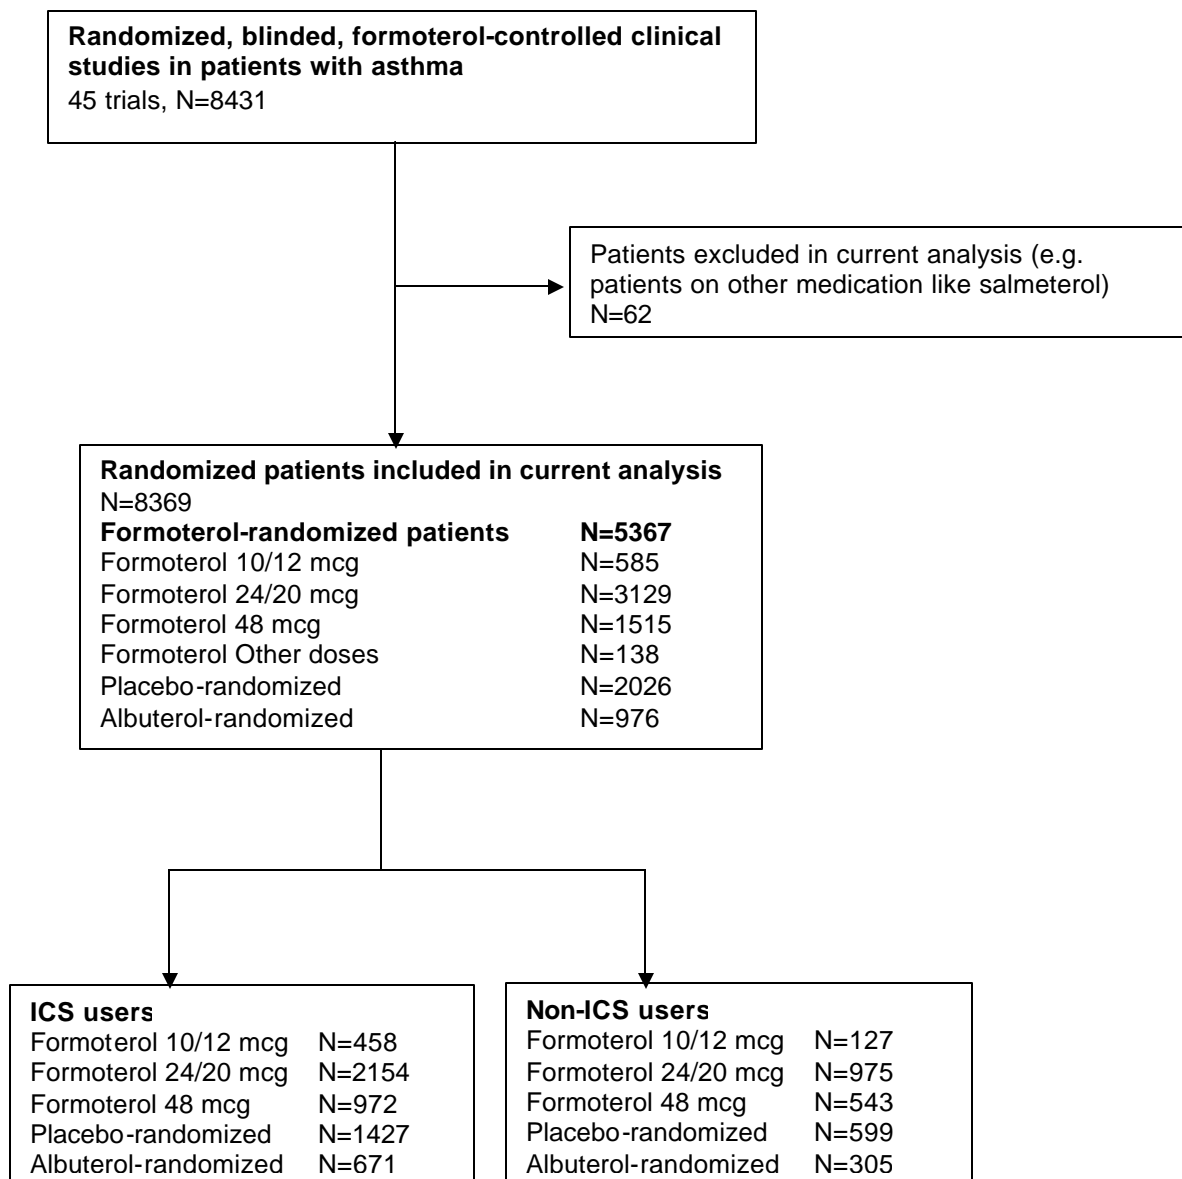 Randomized, blinded, formoterol-controlled clinical
studies in patients with asthma
45 trials, N=8431
Patients excluded in current analysis (e.g.
patients on other medication like salmeterol)
N=62
Randomized patients included in current analysis
N=8369
Formoterol-randomized patients N=5367
Formoterol 10/12 mcg N=585
Formoterol 24/20 mcg N=3129
Formoterol 48 mcg N=1515
Formoterol Other doses N=138
Placebo-randomized N=2026
Albuterol-randomized N=976
ICS users
Formoterol 10/12 mcg N=458
Formoterol 24/20 mcg N=2154
Formoterol 48 mcg N=972
Placebo-randomized N=1427
Albuterol-randomized N=671
Non-ICS users
Formoterol 10/12 mcg N=127
Formoterol 24/20 mcg N=975
Formoterol 48 mcg N=543
Placebo-randomized N=599
Albuterol-randomized N=305